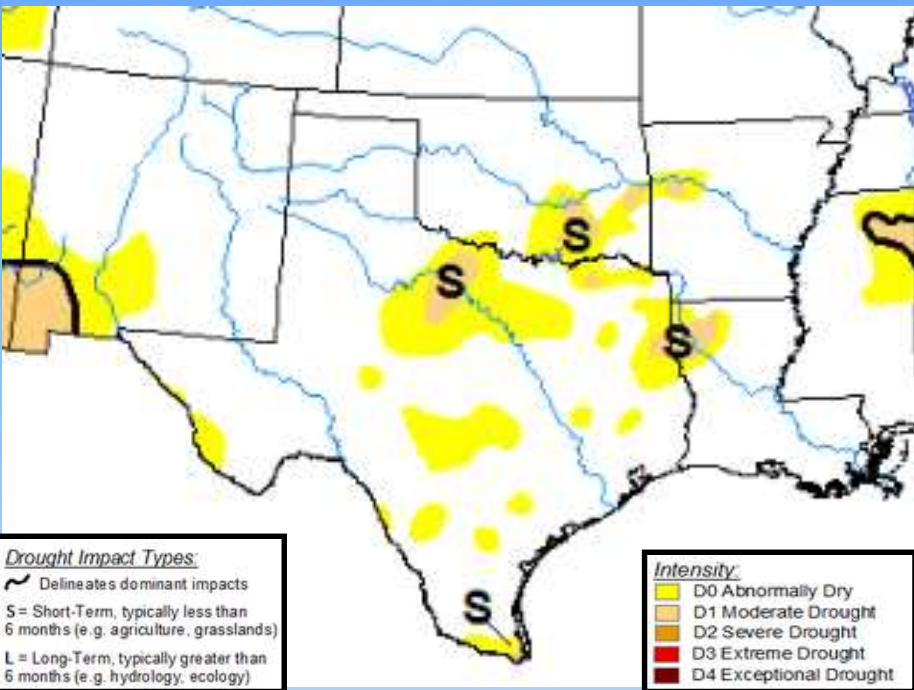 S
S
S
S
Drought Impact Types:
Delineates dominant impacts
S = Short-Term, typically less than
6 months (e.g. agriculture, grasslands)
L = Long-Term, typically greater than
6 months (e.g. hydrology, ecology)
Intensity:
D0 Abnormally Dry
D1 Moderate Drought
D2 Severe Drought
D3 Extreme Drought
D4 Exceptional Drought